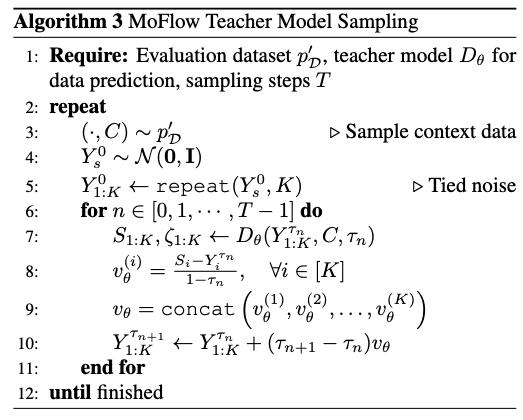 Algorithm 3 MoFlow Teacher Model Sampling
1: Require: Evaluation dataset $p'_{\mathcal{D}}$, teacher model $D_\theta$ for
data prediction, sampling steps $T$
2: repeat
3: $(\cdot, C) \sim p'_{\mathcal{D}}$ ▷ Sample context data
4: $Y_s^0 \sim \mathcal{N}(\mathbf{0}, \mathbf{I})$
5: $Y_{1:K}^0 \leftarrow \texttt{repeat}(Y_s^0, K)$ ▷ Tied noise
6: for $n \in [0, 1, \cdots, T-1]$ do
7: $S_{1:K}, \zeta_{1:K} \leftarrow D_\theta(Y_{1:K}^{\tau_n}, C, \tau_n)$
8: $v_\theta^{(i)} = \frac{S_i - Y_i^{\tau_n}}{1 - \tau_n}, \quad \forall i \in [K]$
9: $v_\theta = \texttt{concat}\left(v_\theta^{(1)}, v_\theta^{(2)}, \ldots, v_\theta^{(K)}\right)$
10: $Y_{1:K}^{\tau_{n+1}} \leftarrow Y_{1:K}^{\tau_n} + (\tau_{n+1} - \tau_n) v_\theta$
11: end for
12: until finished